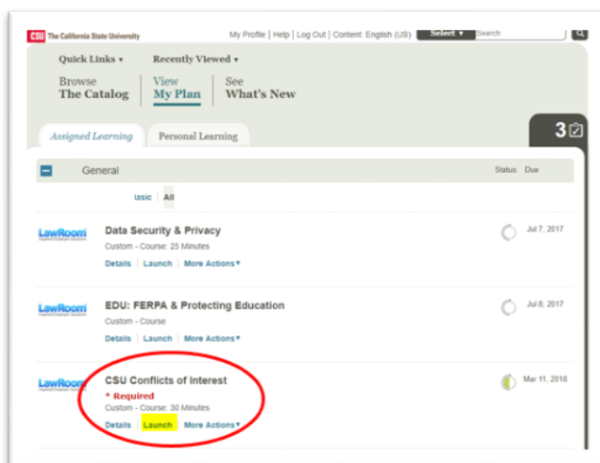 CSU The California State University
My Profile | Help | Log Out | Content: English (US) Select ▾ Search
Quick Links ▾ Recently Viewed ▾
Browse View See
The Catalog My Plan What's New
Assigned Learning Personal Learning 3
General Status Due
All
LawRoom Data Security & Privacy Jul 7, 2017
Custom - Course: 25 Minutes
Details Launch More Actions ▾
LawRoom EDU: FERPA & Protecting Education Jul 8, 2017
Custom - Course
Details Launch More Actions ▾
LawRoom CSU Conflicts of Interest Mar 11, 2018
* Required
Custom - Course: 30 Minutes
Details Launch More Actions ▾